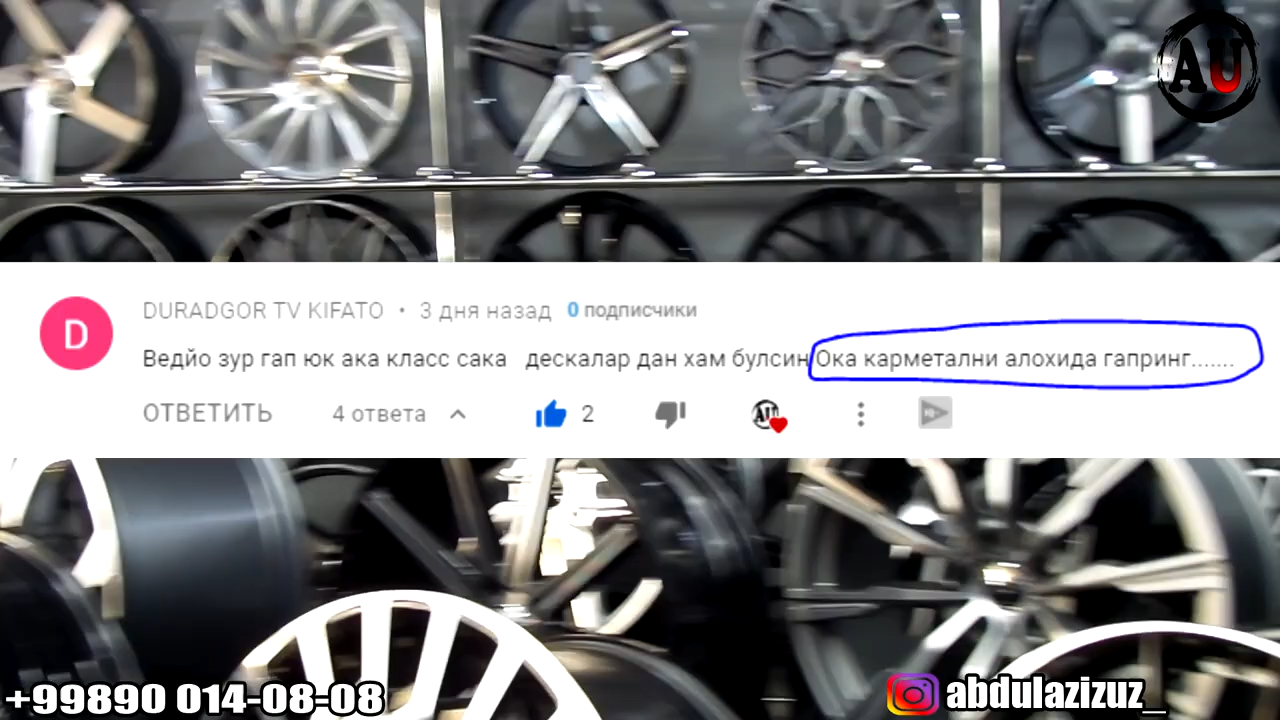 AU
DURADGOR TV KIFATO • 3 дня назад 0 подписчики
Ведйо зур гап юк ака класс сака дескалар дан хам булсин Ока карметални алохида гапринг.......
ОТВЕТИТЬ 4 ответа 2 AU
+99890 014-08-08 abdulazizuz_